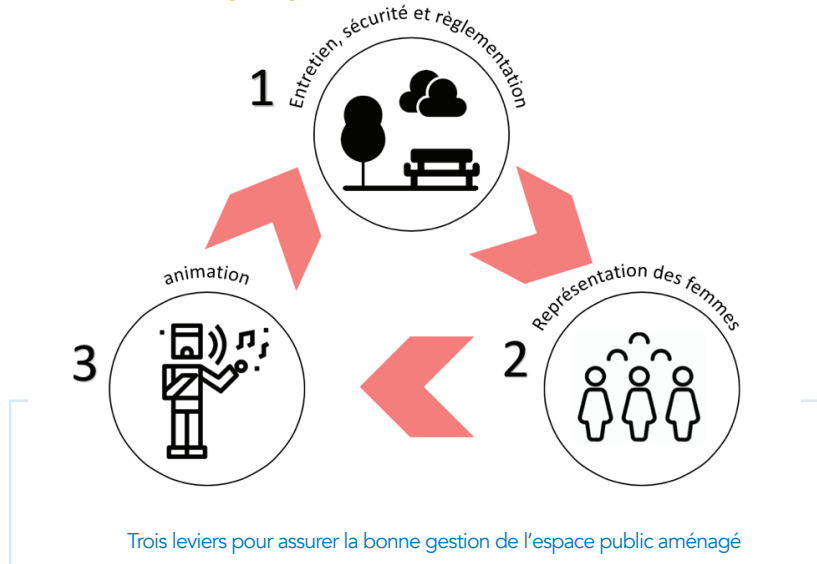 1
Entretien, sécurité et règlementation
2
Représentation des femmes
3
animation
Trois leviers pour assurer la bonne gestion de l'espace public aménagé